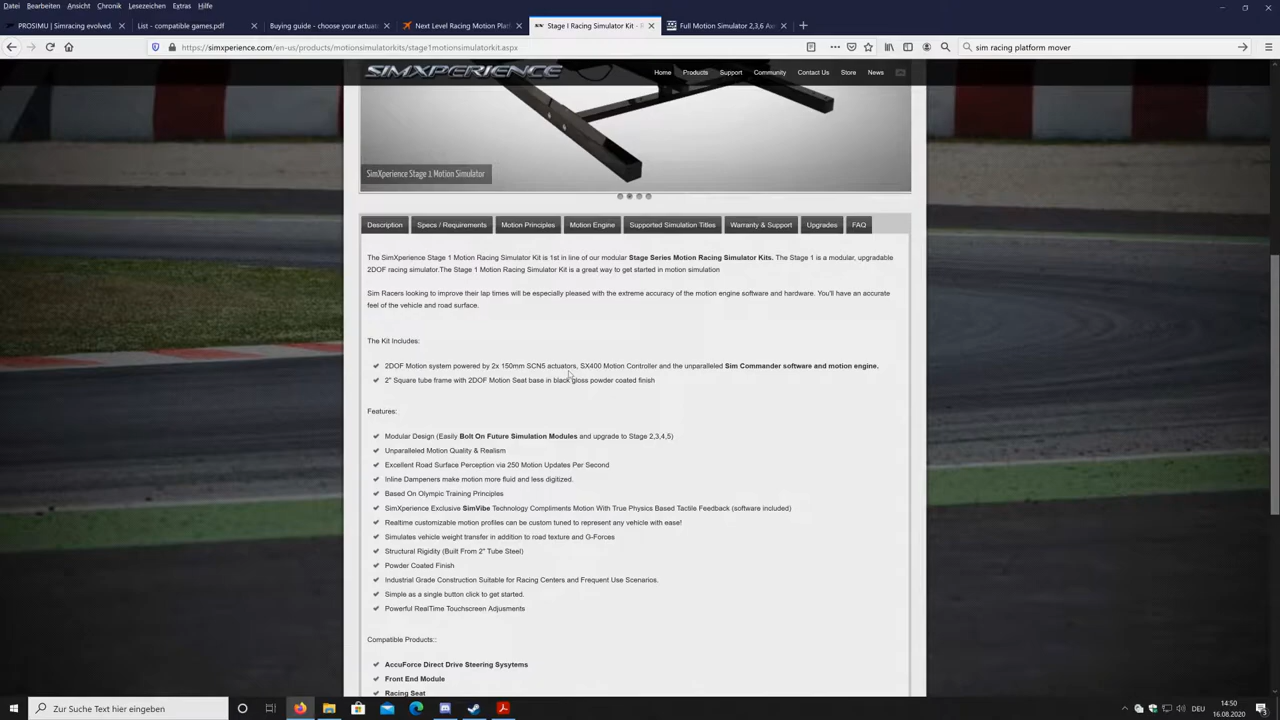 Datei Bearbeiten Ansicht Chronik Lesezeichen Extras Hilfe
PROSIMU | Simracing evolved. List - compatible games.pdf Buying guide - choose your actuate Next Level Racing Motion Platf Stage I Racing Simulator Kit - R Full Motion Simulator 2,3,6 Axi
https://simxperience.com/en-us/products/motionsimulatorkits/stage1motionsimulatorkit.aspx
sim racing platform mover
SIMXPERIENCE Home Products Support Community Contact Us Store News
SimXperience Stage 1 Motion Simulator
Description Specs / Requirements Motion Principles Motion Engine Supported Simulation Titles Warranty & Support Upgrades FAQ
The SimXperience Stage 1 Motion Racing Simulator Kit is 1st in line of our modular Stage Series Motion Racing Simulator Kits. The Stage 1 is a modular, upgradable
2DOF racing simulator.The Stage 1 Motion Racing Simulator Kit is a great way to get started in motion simulation
Sim Racers looking to improve their lap times will be especially pleased with the extreme accuracy of the motion engine software and hardware. You'll have an accurate
feel of the vehicle and road surface.
The Kit Includes:
2DOF Motion system powered by 2x 150mm SCN5 actuators, SX400 Motion Controller and the unparalleled Sim Commander software and motion engine.
2" Square tube frame with 2DOF Motion Seat base in black gloss powder coated finish
Features:
Modular Design (Easily Bolt On Future Simulation Modules and upgrade to Stage 2,3,4,5)
Unparalleled Motion Quality & Realism
Excellent Road Surface Perception via 250 Motion Updates Per Second
Inline Dampeners make motion more fluid and less digitized.
Based On Olympic Training Principles
SimXperience Exclusive SimVibe Technology Compliments Motion With True Physics Based Tactile Feedback (software included)
Realtime customizable motion profiles can be custom tuned to represent any vehicle with ease!
Simulates vehicle weight transfer in addition to road texture and G-Forces
Structural Rigidity (Built From 2" Tube Steel)
Powder Coated Finish
Industrial Grade Construction Suitable for Racing Centers and Frequent Use Scenarios.
Simple as a single button click to get started.
Powerful RealTime Touchscreen Adjusments
Compatible Products::
AccuForce Direct Drive Steering Sysytems
Front End Module
Racing Seat
Zur Suche Text hier eingeben
DEU
14:50
16.08.2020
3